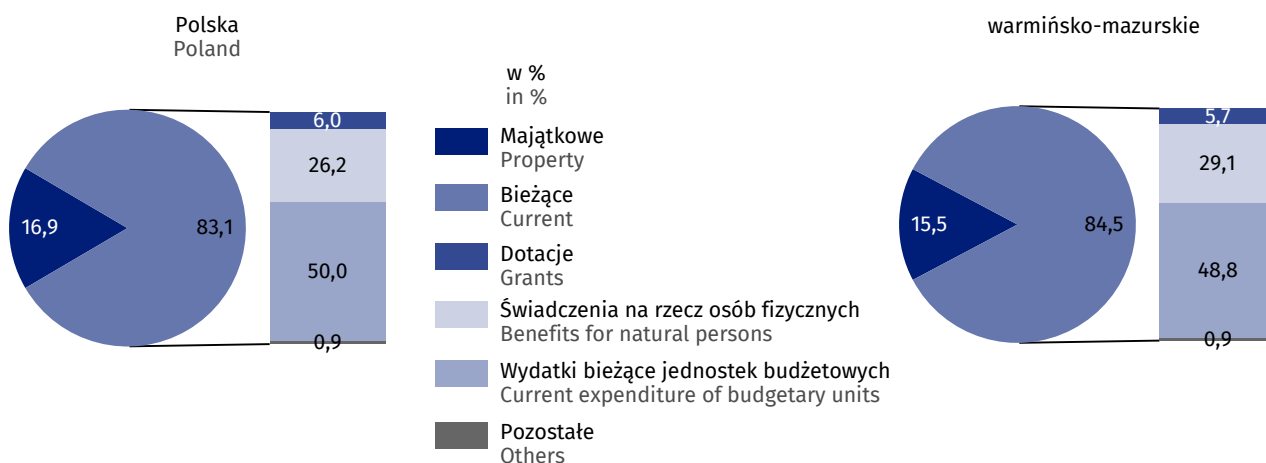 Polska
Poland
16,9
83,1
6,0
26,2
50,0
0,9
w %
in %
Majątkowe
Property
Bieżące
Current
Dotacje
Grants
Świadczenia na rzecz osób fizycznych
Benefits for natural persons
Wydatki bieżące jednostek budżetowych
Current expenditure of budgetary units
Pozostałe
Others
warmińsko-mazurskie
15,5
84,5
5,7
29,1
48,8
0,9